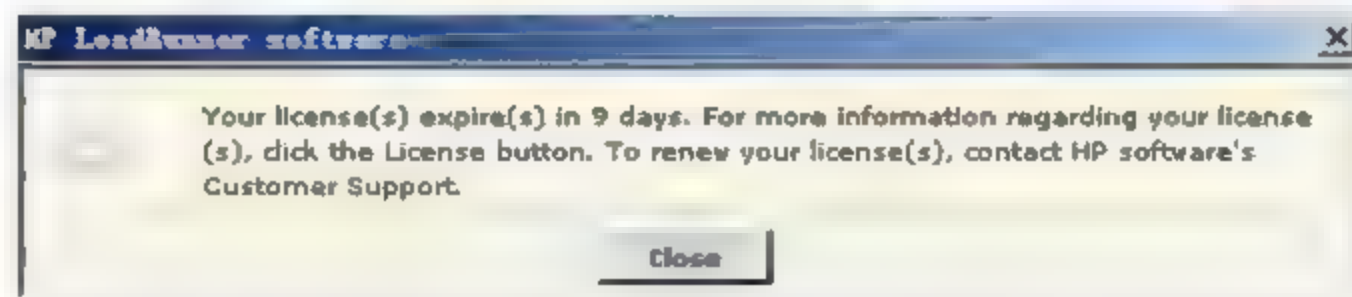 HP LoadRunner software
Your license(s) expire(s) in 9 days. For more information regarding your license
(s), click the License button. To renew your license(s), contact HP software's
Customer Support.
Close